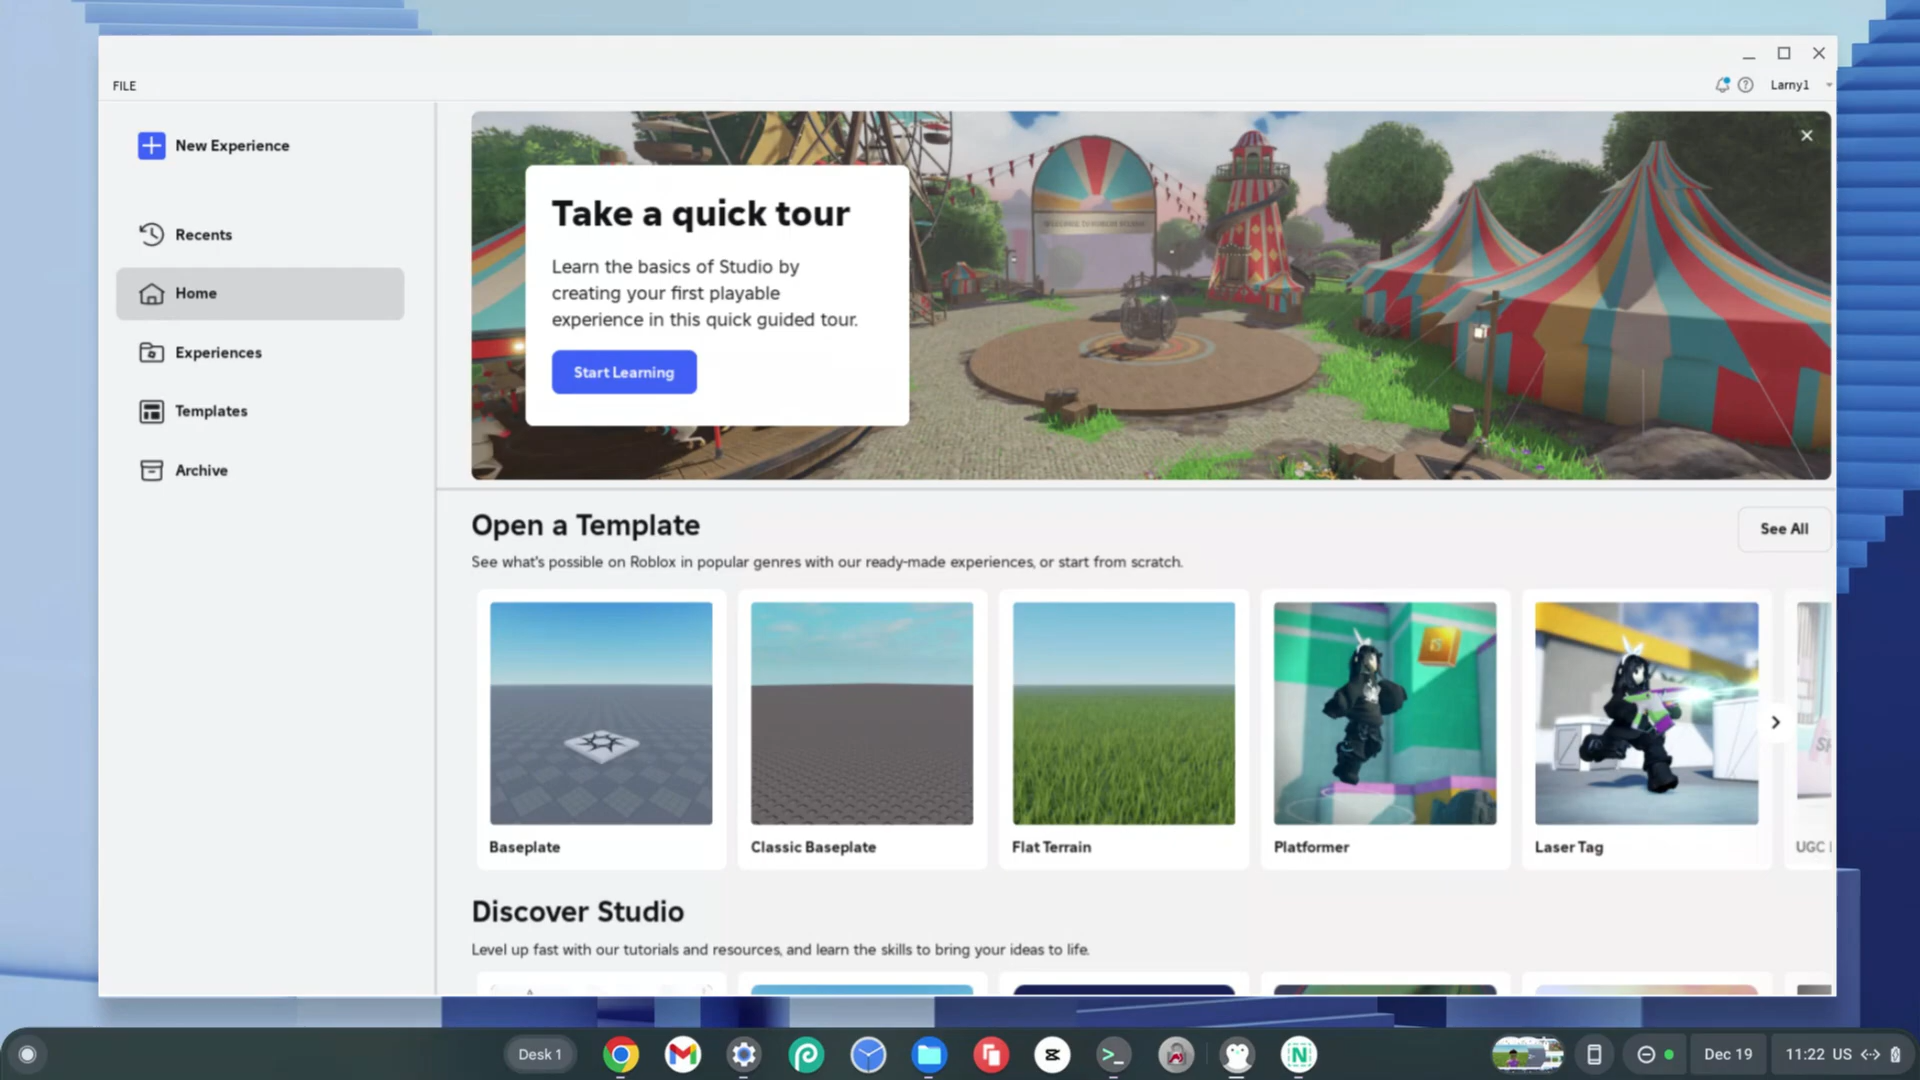 FILE
Larny1
New Experience
Recents
Home
Experiences
Templates
Archive
Take a quick tour
Learn the basics of Studio by
creating your first playable
experience in this quick guided tour.
Start Learning
Open a Template
See All
See what's possible on Roblox in popular genres with our ready-made experiences, or start from scratch.
Baseplate
Classic Baseplate
Flat Terrain
Platformer
Laser Tag
UGC
Discover Studio
Level up fast with our tutorials and resources, and learn the skills to bring your ideas to life.
Desk 1
Dec 19
11:22 US